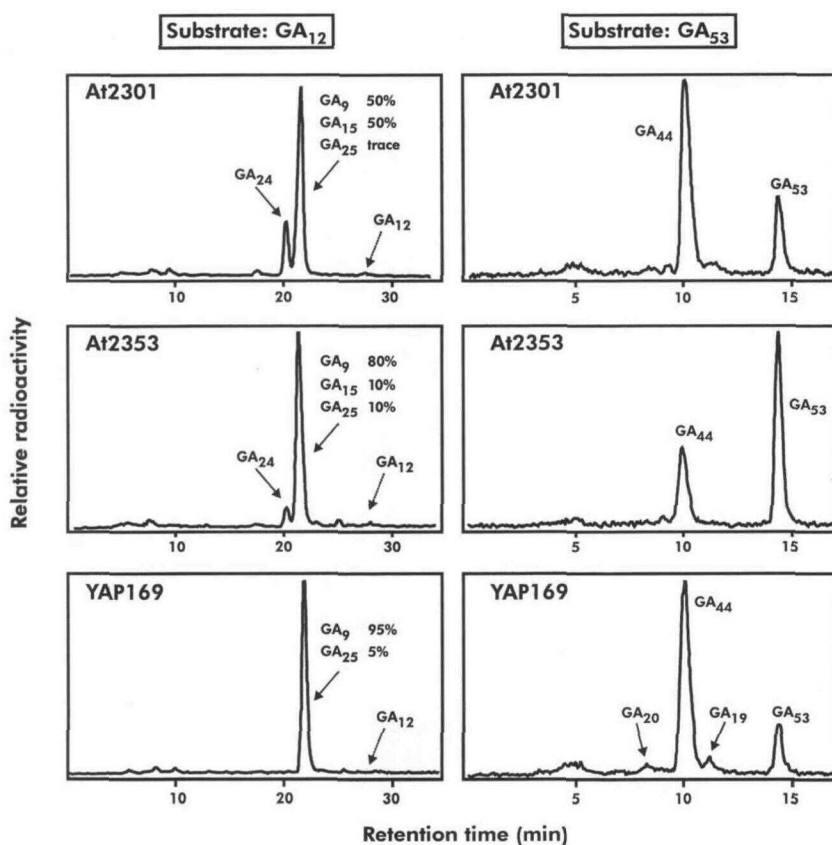 Substrate: GA12
Substrate: GA53
At2301
GA9 50%
GA15 50%
GA25 trace
GA24
GA12
10 20 30
At2301
GA44
GA53
5 10 15
At2353
GA9 80%
GA15 10%
GA25 10%
GA24
GA12
10 20 30
At2353
GA44
GA53
5 10 15
YAP169
GA9 95%
GA25 5%
GA12
10 20 30
YAP169
GA44
GA20
GA19
GA53
5 10 15
Relative radioactivity
Retention time (min)